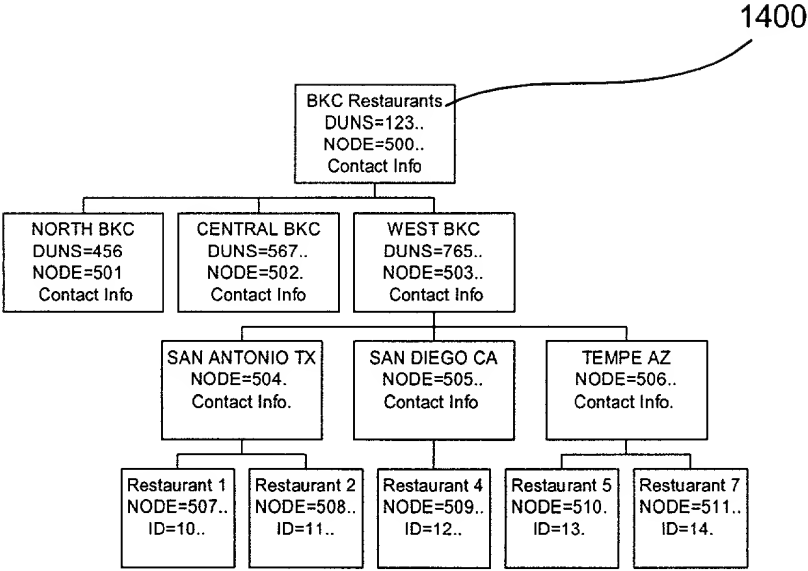 1400
BKC Restaurants
DUNS=123..
NODE=500..
Contact Info
NORTH BKC
DUNS=456
NODE=501
Contact Info
CENTRAL BKC
DUNS=567..
NODE=502.
Contact Info
WEST BKC
DUNS=765..
NODE=503..
Contact Info
SAN ANTONIO TX
NODE=504.
Contact Info.
SAN DIEGO CA
NODE=505..
Contact Info
TEMPE AZ
NODE=506..
Contact Info.
Restaurant 1
NODE=507..
ID=10..
Restaurant 2
NODE=508..
ID=11..
Restaurant 4
NODE=509..
ID=12..
Restaurant 5
NODE=510.
ID=13.
Restuarant 7
NODE=511..
ID=14.